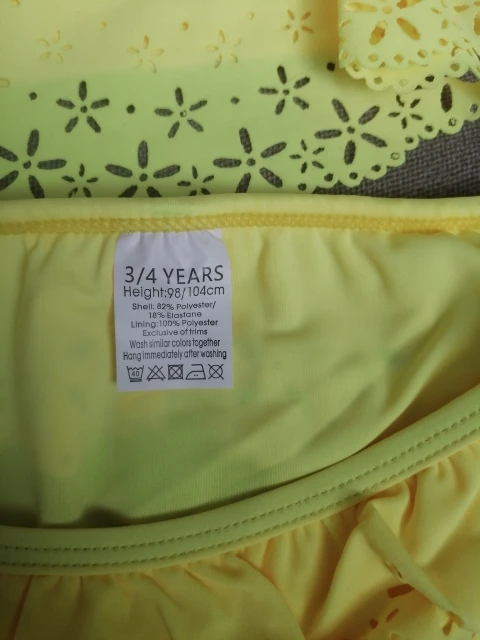 3/4 YEARS
Height:98/104cm
Shell: 82% Polyester/
18% Elastane
Lining:100% Polyester
Exclusive of trims
Wash similar colors together
Hang immediately after washing
40